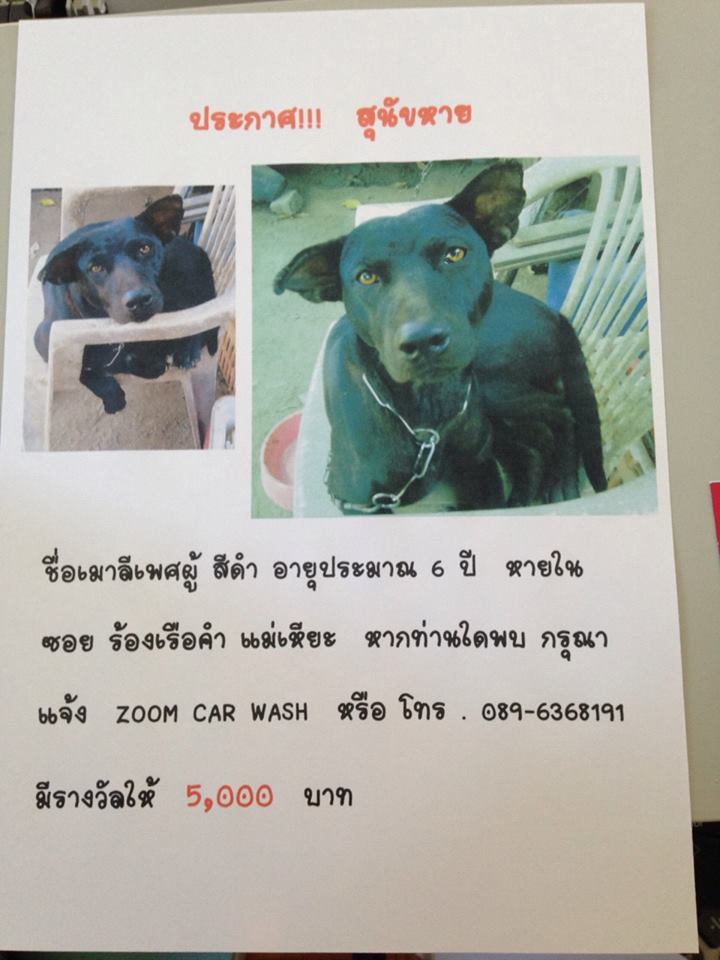 ประกาศ!!! สุนัขหาย
ชื่อเมาลีเพศผู้ สีดำ อายุประมาณ 6 ปี หายใน
ซอย ร้องเรือคำ แม่เหียะ หากท่านใดพบ กรุณา
แจ้ง ZOOM CAR WASH หรือ โทร . 089-6368191
มีรางวัลให้ 5,000 บาท